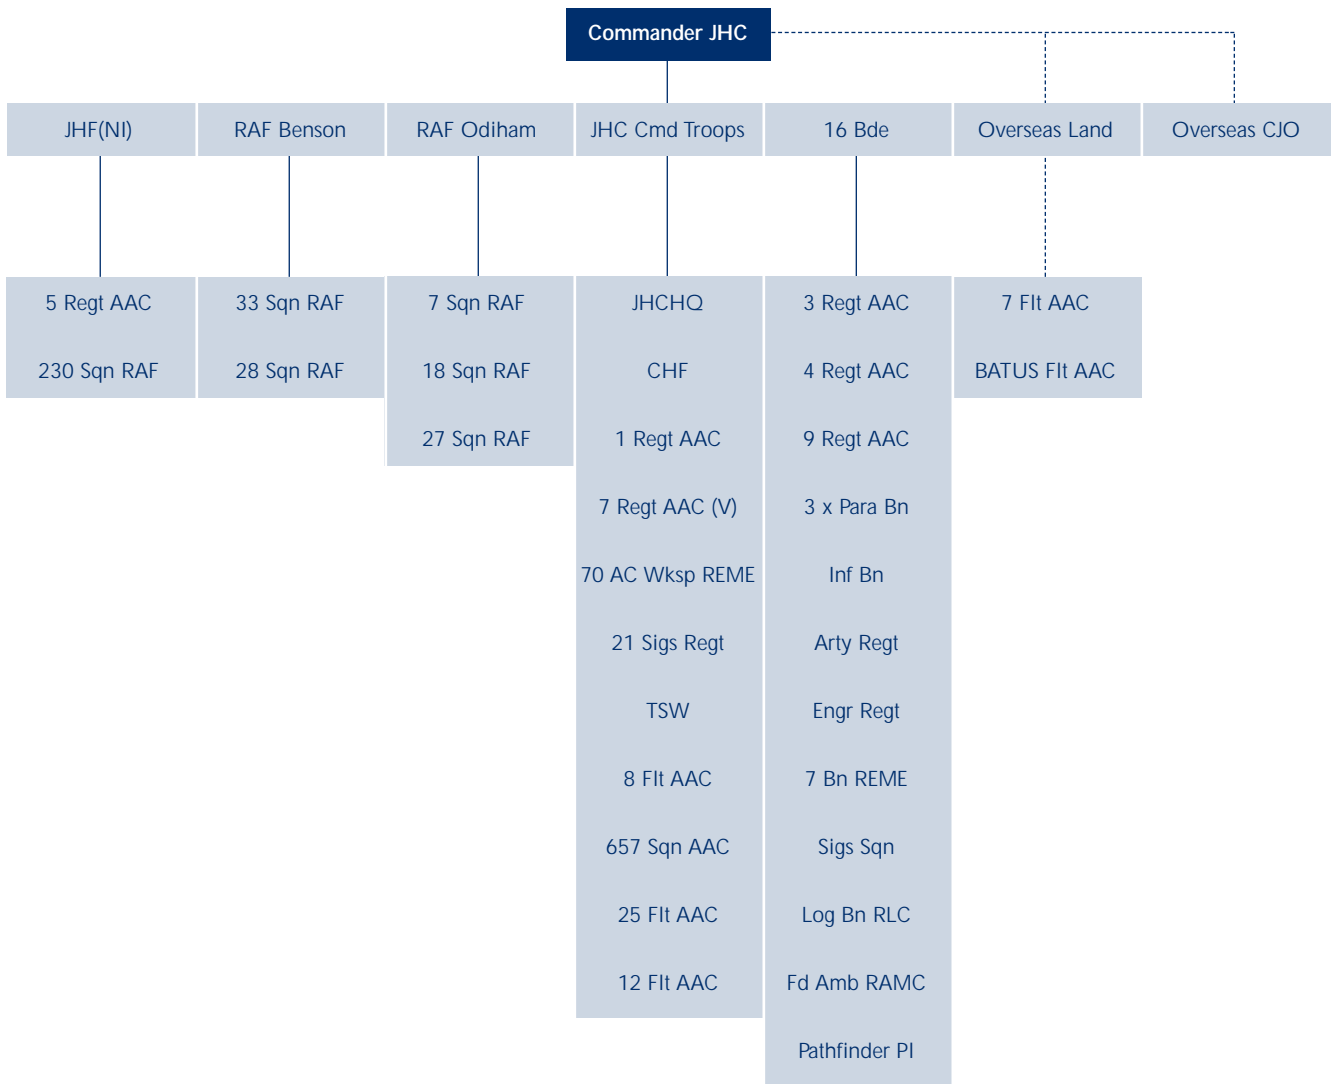 Commander JHC
JHF(NI)
RAF Benson
RAF Odiham
JHC Cmd Troops
16 Bde
Overseas Land
Overseas CJO
5 Regt AAC
230 Sqn RAF
33 Sqn RAF
28 Sqn RAF
7 Sqn RAF
18 Sqn RAF
27 Sqn RAF
JHCHQ
CHF
1 Regt AAC
7 Regt AAC (V)
70 AC Wksp REME
21 Sigs Regt
TSW
8 Flt AAC
657 Sqn AAC
25 Flt AAC
12 Flt AAC
3 Regt AAC
4 Regt AAC
9 Regt AAC
3 x Para Bn
Inf Bn
Arty Regt
Engr Regt
7 Bn REME
Sigs Sqn
Log Bn RLC
Fd Amb RAMC
Pathfinder Pl
7 Flt AAC
BATUS Flt AAC